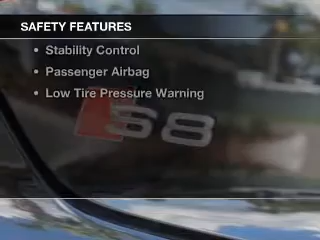 SAFETY FEATURES
• Stability Control
• Passenger Airbag
• Low Tire Pressure Warning
S8